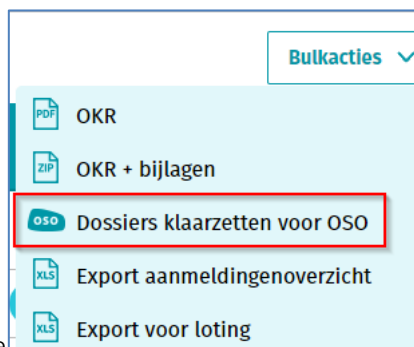 Bulkacties
PDF OKR
ZIP OKR + bijlagen
oso Dossiers klaarzetten voor OSO
XLS Export aanmeldingenoverzicht
XLS Export voor loting
e